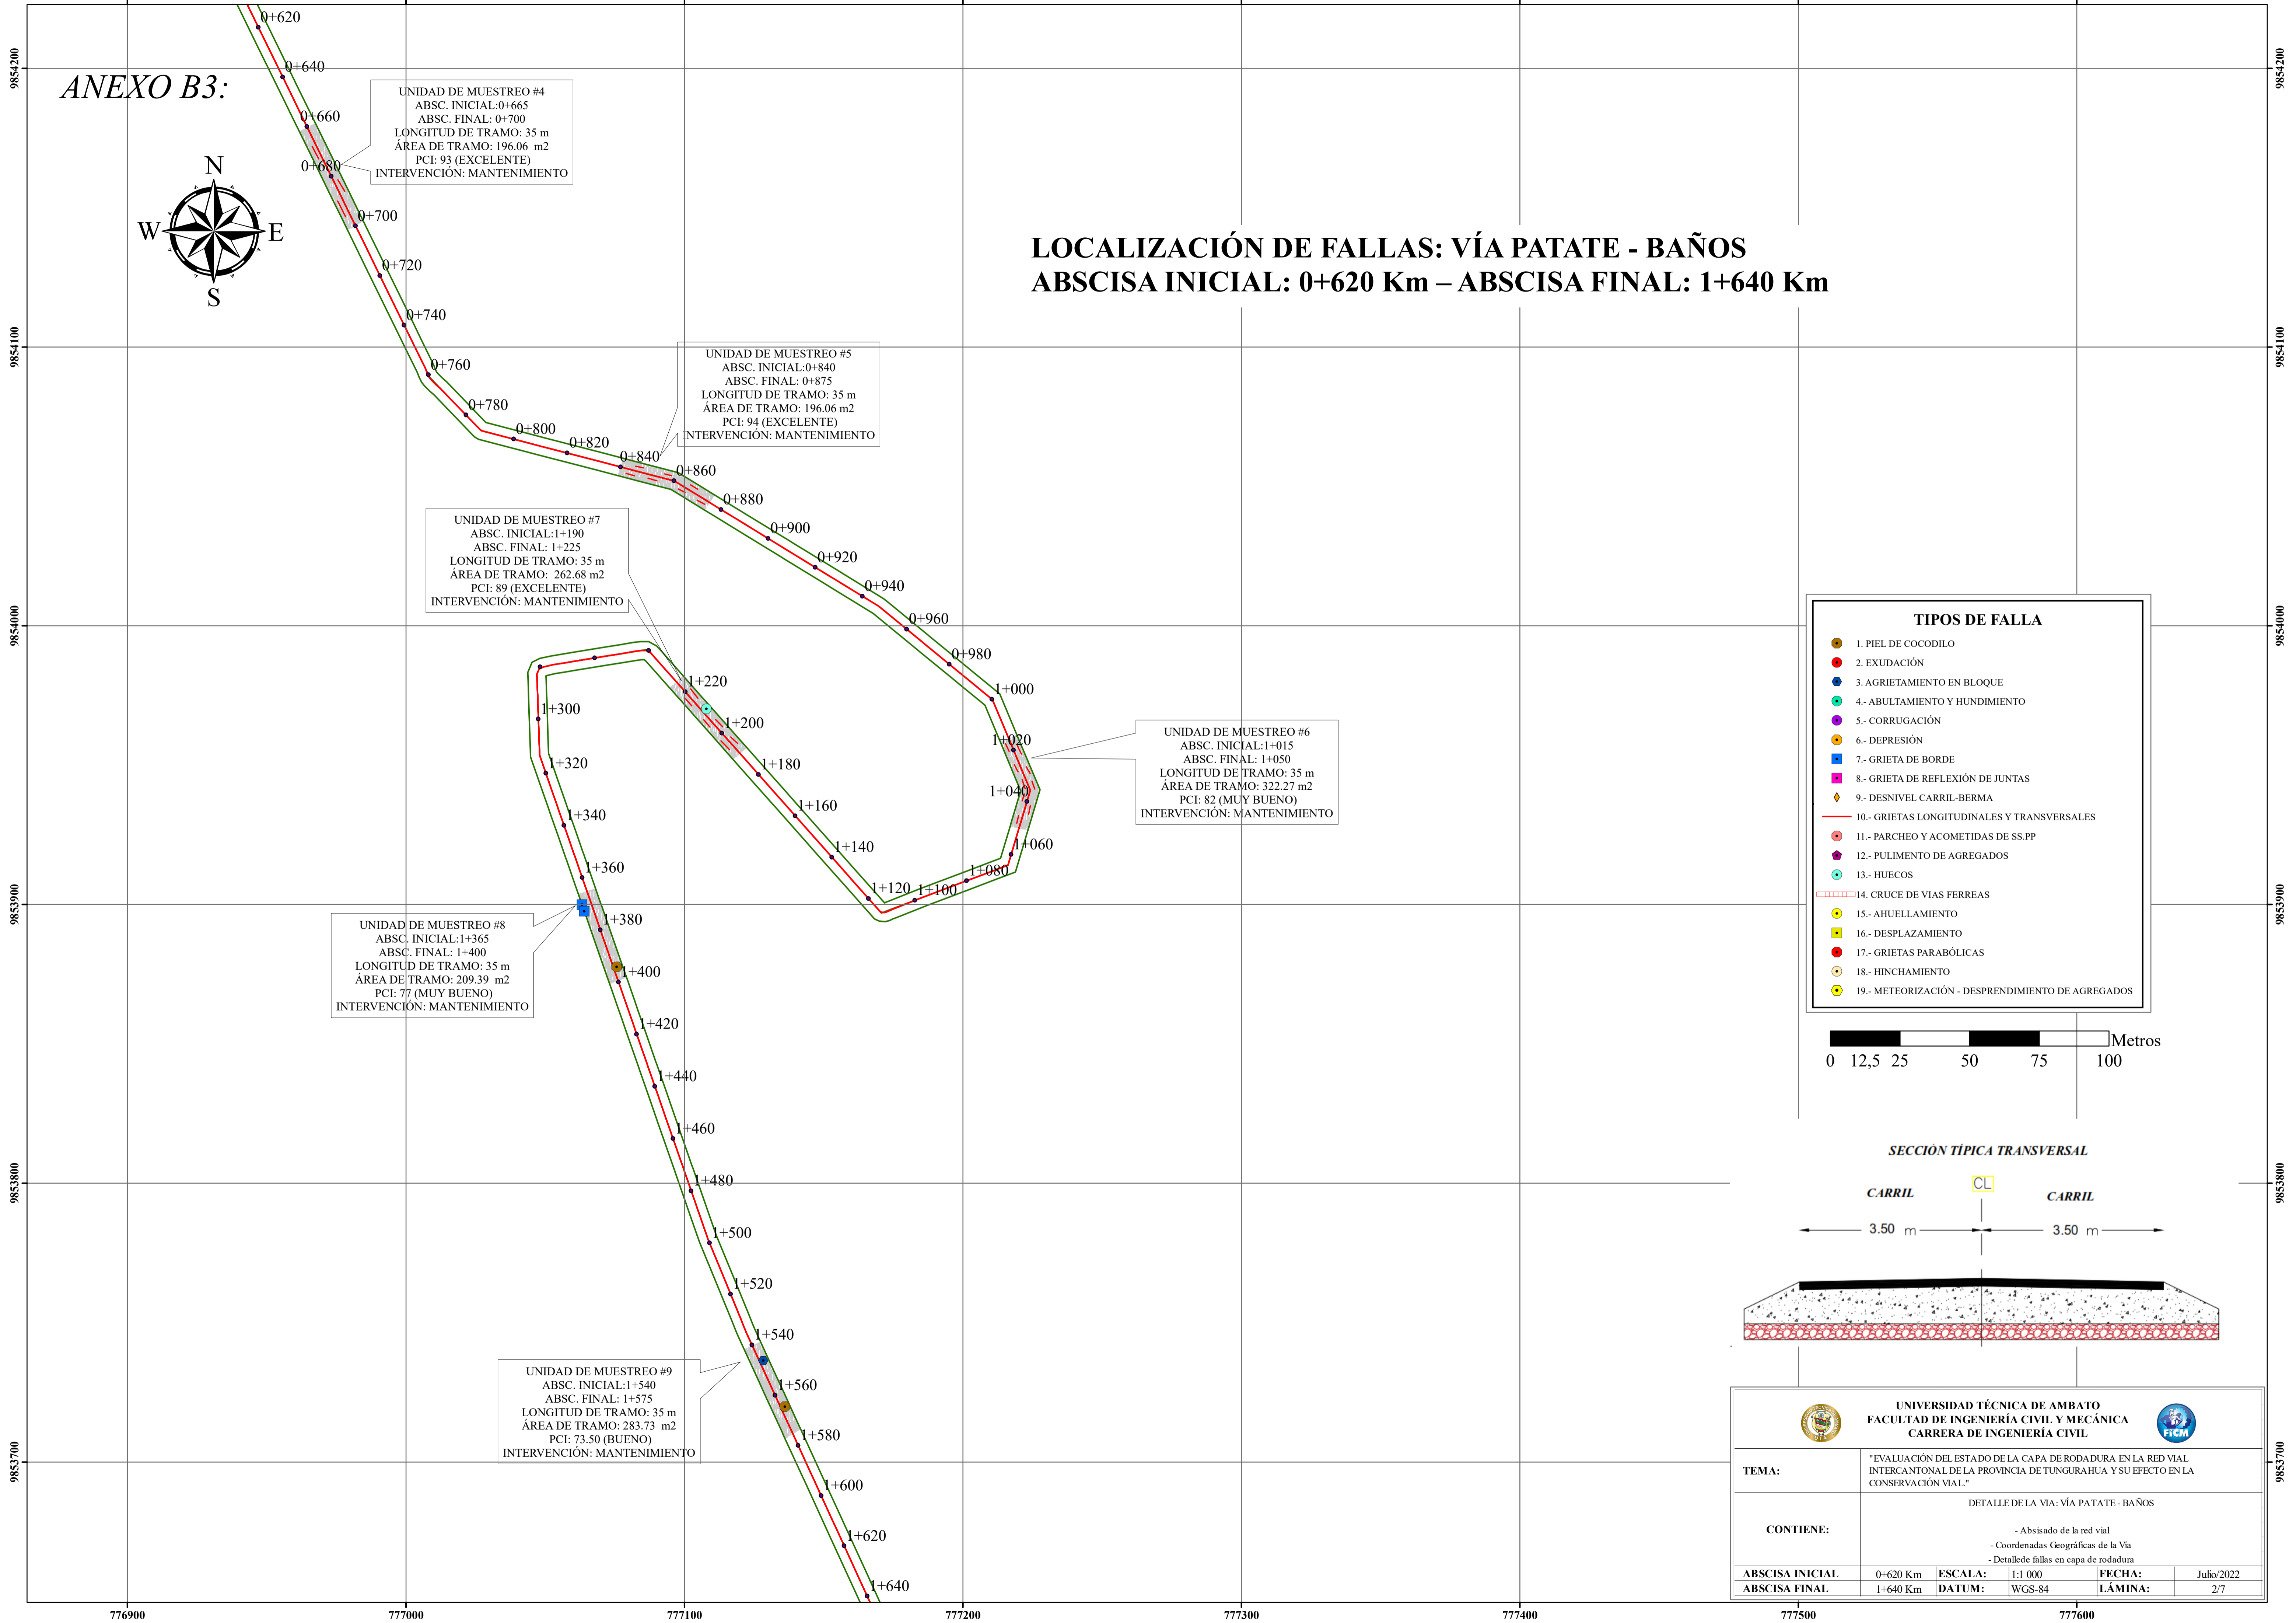 ANEXO B3:
N
W
E
S
LOCALIZACIÓN DE FALLAS: VÍA PATATE - BAÑOS
ABSCISA INICIAL: 0+620 Km – ABSCISA FINAL: 1+640 Km
0+620
0+640
0+660
0+680
0+700
0+720
0+740
0+760
0+780
0+800
0+820
0+840
0+860
0+880
0+900
0+920
0+940
0+960
0+980
1+000
1+020
1+040
1+060
1+080
1+100
1+120
1+140
1+160
1+180
1+200
1+220
1+300
1+320
1+340
1+360
1+380
1+400
1+420
1+440
1+460
1+480
1+500
1+520
1+540
1+560
1+580
1+600
1+620
1+640
UNIDAD DE MUESTREO #4
ABSC. INICIAL:0+665
ABSC. FINAL: 0+700
LONGITUD DE TRAMO: 35 m
ÁREA DE TRAMO: 196.06 m2
PCI: 93 (EXCELENTE)
INTERVENCIÓN: MANTENIMIENTO
UNIDAD DE MUESTREO #5
ABSC. INICIAL:0+840
ABSC. FINAL: 0+875
LONGITUD DE TRAMO: 35 m
ÁREA DE TRAMO: 196.06 m2
PCI: 94 (EXCELENTE)
INTERVENCIÓN: MANTENIMIENTO
UNIDAD DE MUESTREO #7
ABSC. INICIAL:1+190
ABSC. FINAL: 1+225
LONGITUD DE TRAMO: 35 m
ÁREA DE TRAMO: 262.68 m2
PCI: 89 (EXCELENTE)
INTERVENCIÓN: MANTENIMIENTO
UNIDAD DE MUESTREO #6
ABSC. INICIAL:1+015
ABSC. FINAL: 1+050
LONGITUD DE TRAMO: 35 m
ÁREA DE TRAMO: 322.27 m2
PCI: 82 (MUY BUENO)
INTERVENCIÓN: MANTENIMIENTO
UNIDAD DE MUESTREO #8
ABSC. INICIAL:1+365
ABSC. FINAL: 1+400
LONGITUD DE TRAMO: 35 m
ÁREA DE TRAMO: 209.39 m2
PCI: 77 (MUY BUENO)
INTERVENCIÓN: MANTENIMIENTO
UNIDAD DE MUESTREO #9
ABSC. INICIAL:1+540
ABSC. FINAL: 1+575
LONGITUD DE TRAMO: 35 m
ÁREA DE TRAMO: 283.73 m2
PCI: 73.50 (BUENO)
INTERVENCIÓN: MANTENIMIENTO
TIPOS DE FALLA
1. PIEL DE COCODILO
2. EXUDACIÓN
3. AGRIETAMIENTO EN BLOQUE
4.- ABULTAMIENTO Y HUNDIMIENTO
5.- CORRUGACIÓN
6.- DEPRESIÓN
7.- GRIETA DE BORDE
8.- GRIETA DE REFLEXIÓN DE JUNTAS
9.- DESNIVEL CARRIL-BERMA
10.- GRIETAS LONGITUDINALES Y TRANSVERSALES
11.- PARCHEO Y ACOMETIDAS DE SS.PP
12.- PULIMENTO DE AGREGADOS
13.- HUECOS
14. CRUCE DE VIAS FERREAS
15.- AHUELLAMIENTO
16.- DESPLAZAMIENTO
17.- GRIETAS PARABÓLICAS
18.- HINCHAMIENTO
19.- METEORIZACIÓN - DESPRENDIMIENTO DE AGREGADOS
Metros
0 12,5 25 50 75 100
SECCIÓN TÍPICA TRANSVERSAL
CARRIL CL CARRIL
3.50 m 3.50 m
UNIVERSIDAD TÉCNICA DE AMBATO
FACULTAD DE INGENIERÍA CIVIL Y MECÁNICA
CARRERA DE INGENIERÍA CIVIL
FICM
TEMA:
"EVALUACIÓN DEL ESTADO DE LA CAPA DE RODADURA EN LA RED VIAL
INTERCANTONAL DE LA PROVINCIA DE TUNGURAHUA Y SU EFECTO EN LA
CONSERVACIÓN VIAL."
CONTIENE:
DETALLE DE LA VIA: VÍA PATATE - BAÑOS
- Absisado de la red vial
- Coordenadas Geográficas de la Via
- Detallede fallas en capa de rodadura
ABSCISA INICIAL 0+620 Km ESCALA: 1:1 000 FECHA: Julio/2022
ABSCISA FINAL 1+640 Km DATUM: WGS-84 LÁMINA: 2/7
9854200
9854100
9854000
9853900
9853800
9853700
9854200
9854100
9854000
9853900
9853800
9853700
776900 777000 777100 777200 777300 777400 777500 777600